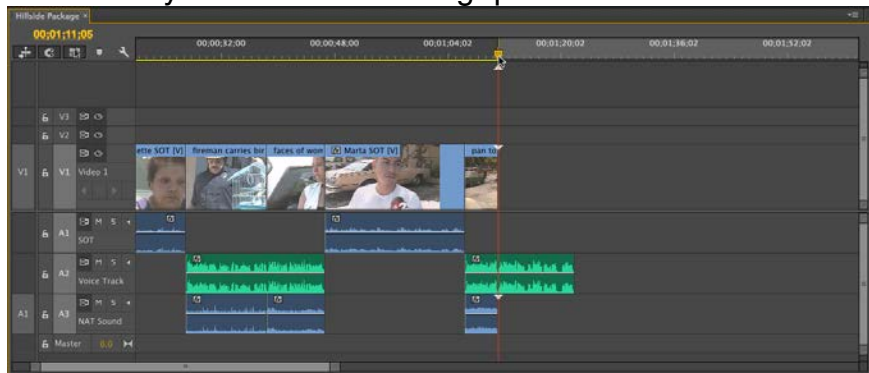 Hillside Package ×
00;01;11;05
00;00;32;00 00;00;48;00 00;01;04;02 00;01;20;02 00;01;36;02 00;01;52;02
V3
V2
ette SOT [V] fireman carries bir faces of won Marta SOT [V] pan to
V1 V1 Video 1
A1 M S
SOT
A2 M S
Voice Track
A1 A3 M S
NAT Sound
Master 0.0